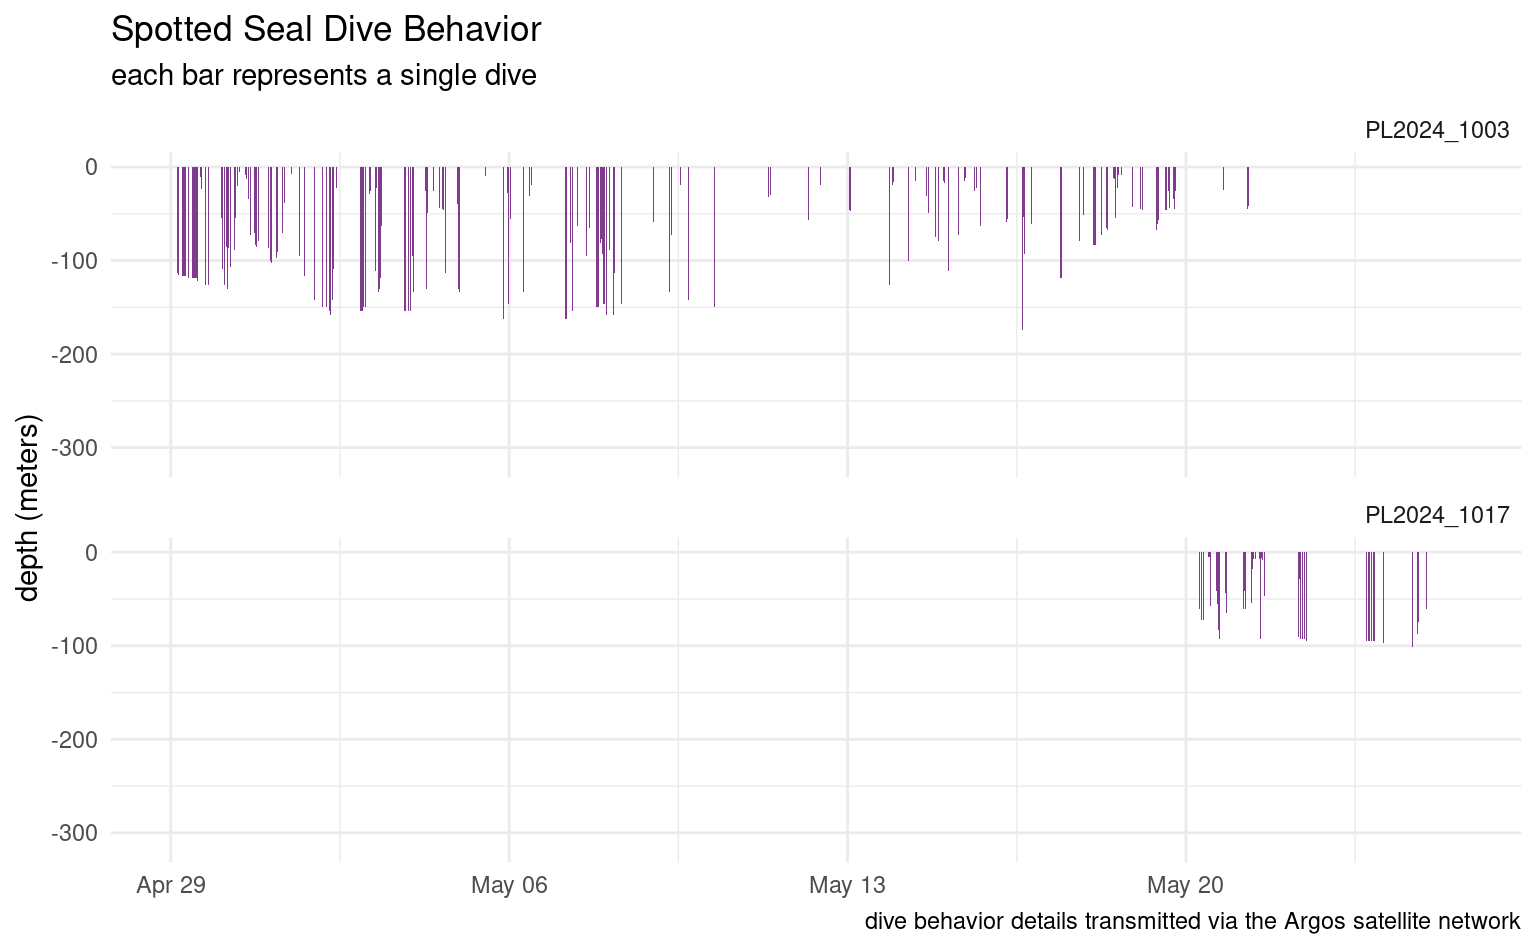 Spotted Seal Dive Behavior
each bar represents a single dive
PL2024_1003
0
-100
-200
-300
depth (meters)
PL2024_1017
0
-100
-200
-300
Apr 29 May 06 May 13 May 20
dive behavior details transmitted via the Argos satellite network